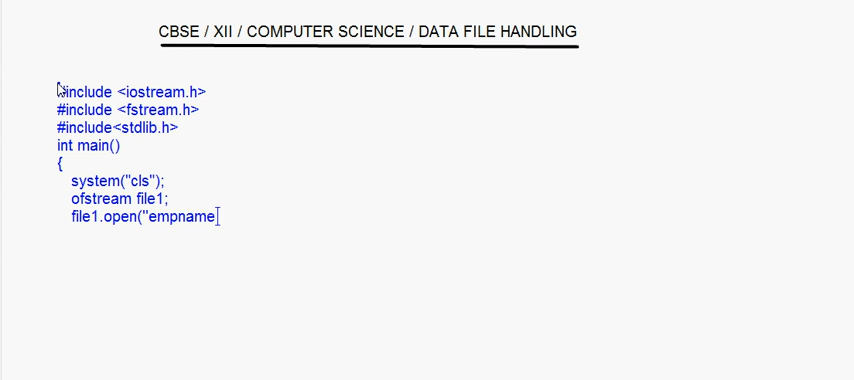 CBSE / XII / COMPUTER SCIENCE / DATA FILE HANDLING
#include <iostream.h>
#include <fstream.h>
#include<stdlib.h>
int main()
{
system("cls");
ofstream file1;
file1.open("empname